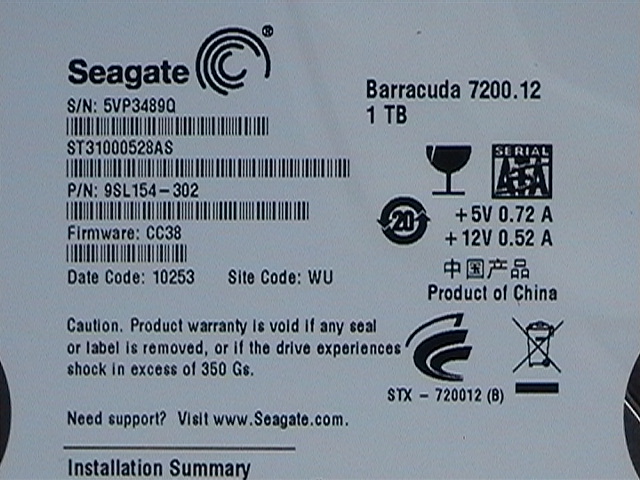 Seagate ®
S/N: 5VP3489Q
ST31000528AS
P/N: 9SL154-302
Firmware: CC38
Date Code: 10253 Site Code: WU
Barracuda 7200.12
1 TB
SERIAL
ATA
20
+5V 0.72 A
+12V 0.52 A
中国产品
Product of China
Caution. Product warranty is void if any seal
or label is removed, or if the drive experiences
shock in excess of 350 Gs.
STX - 720012 (B)
Need support? Visit www.Seagate.com.
Installation Summary